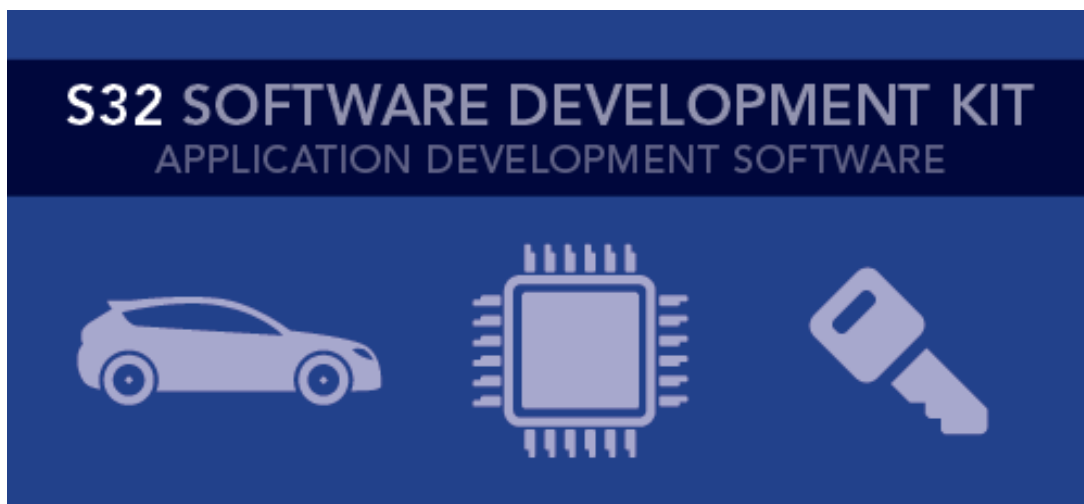 S32 SOFTWARE DEVELOPMENT KIT
APPLICATION DEVELOPMENT SOFTWARE